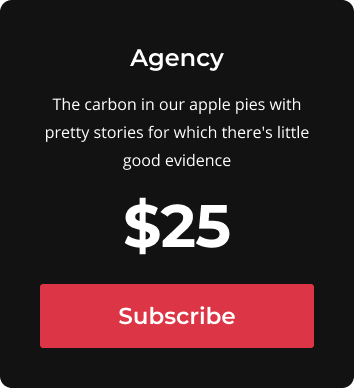 Agency
The carbon in our apple pies with
pretty stories for which there's little
good evidence
$25
Subscribe